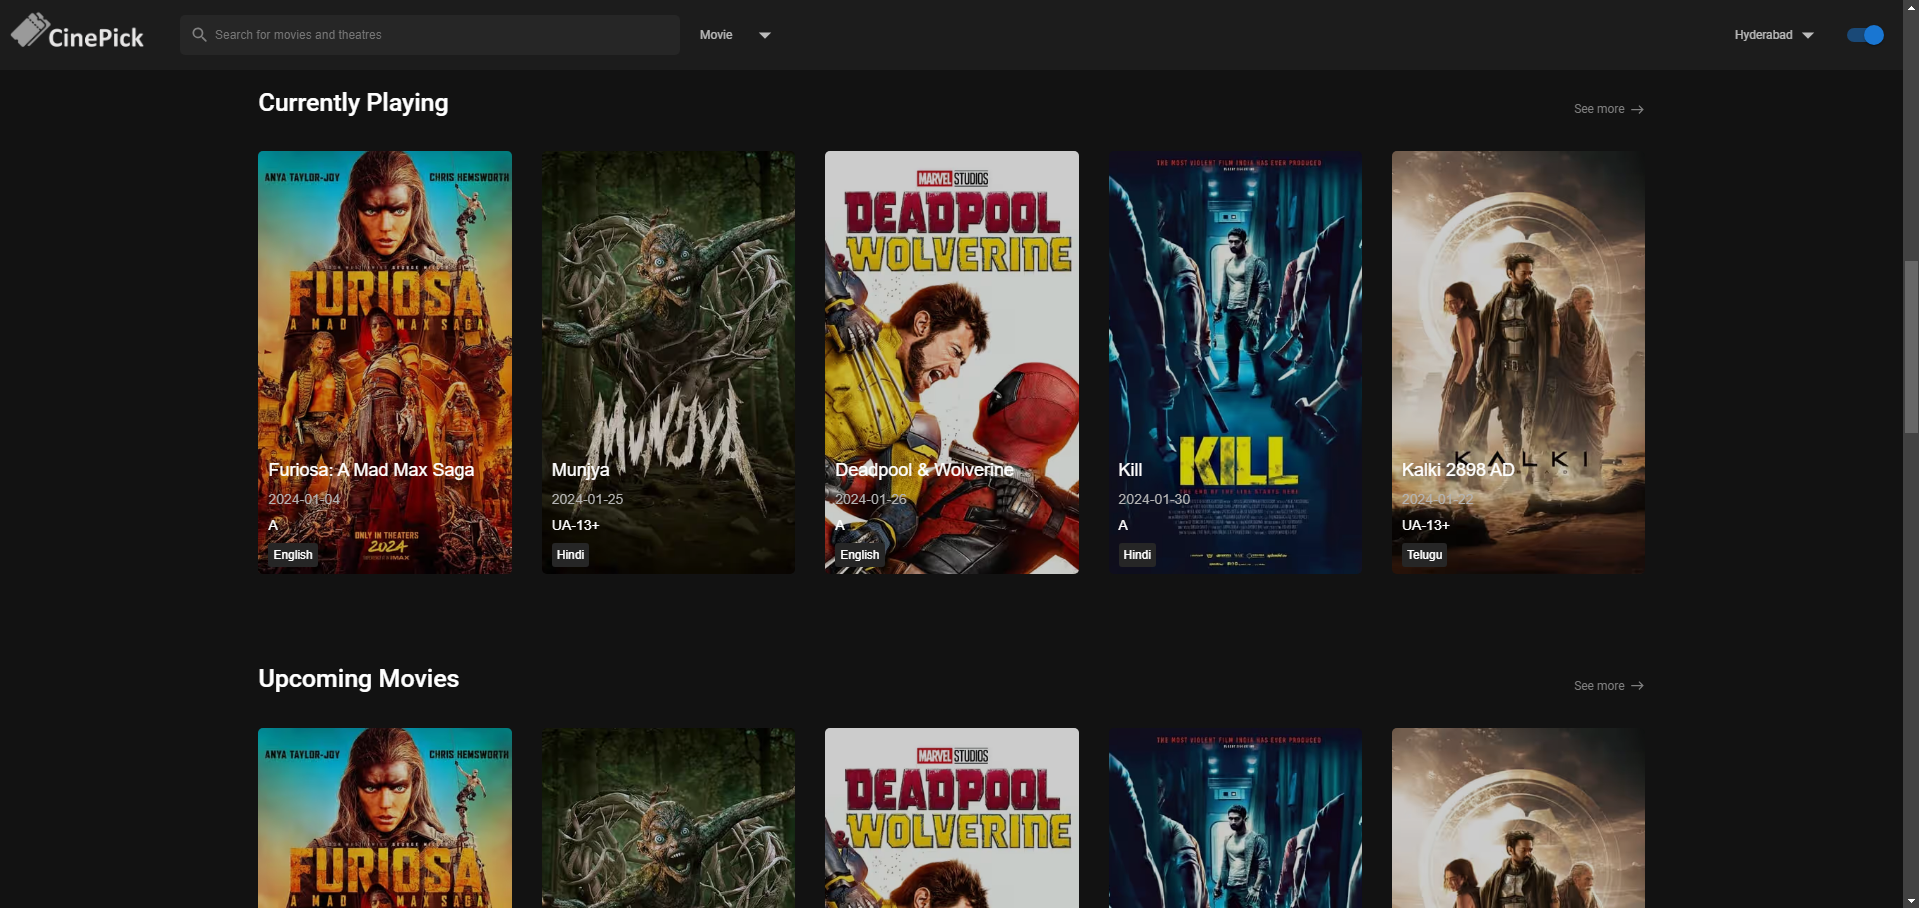 CinePick
Search for movies and theatres
Movie
Hyderabad
Currently Playing
See more
ANYA TAYLOR-JOY
CHRIS HEMSWORTH
FURIOSA
A MAD MAX SAGA
Furiosa: A Mad Max Saga
2024-01-04
A
ONLY IN THEATERS
2024
IMAX
English
MUNJYA
Munjya
2024-01-25
UA-13+
Hindi
MARVEL STUDIOS
DEADPOOL
WOLVERINE
Deadpool & Wolverine
2024-01-26
A
English
THE MOST VIOLENT FILM INDIA HAS EVER PRODUCED
KILL
Kill
2024-01-30
A
Hindi
KALKI
Kalki 2898 AD
2024-01-22
UA-13+
Telugu
Upcoming Movies
See more
ANYA TAYLOR-JOY
CHRIS HEMSWORTH
FURIOSA
A MAD MAX SAGA
MARVEL STUDIOS
DEADPOOL
WOLVERINE
THE MOST VIOLENT FILM INDIA HAS EVER PRODUCED